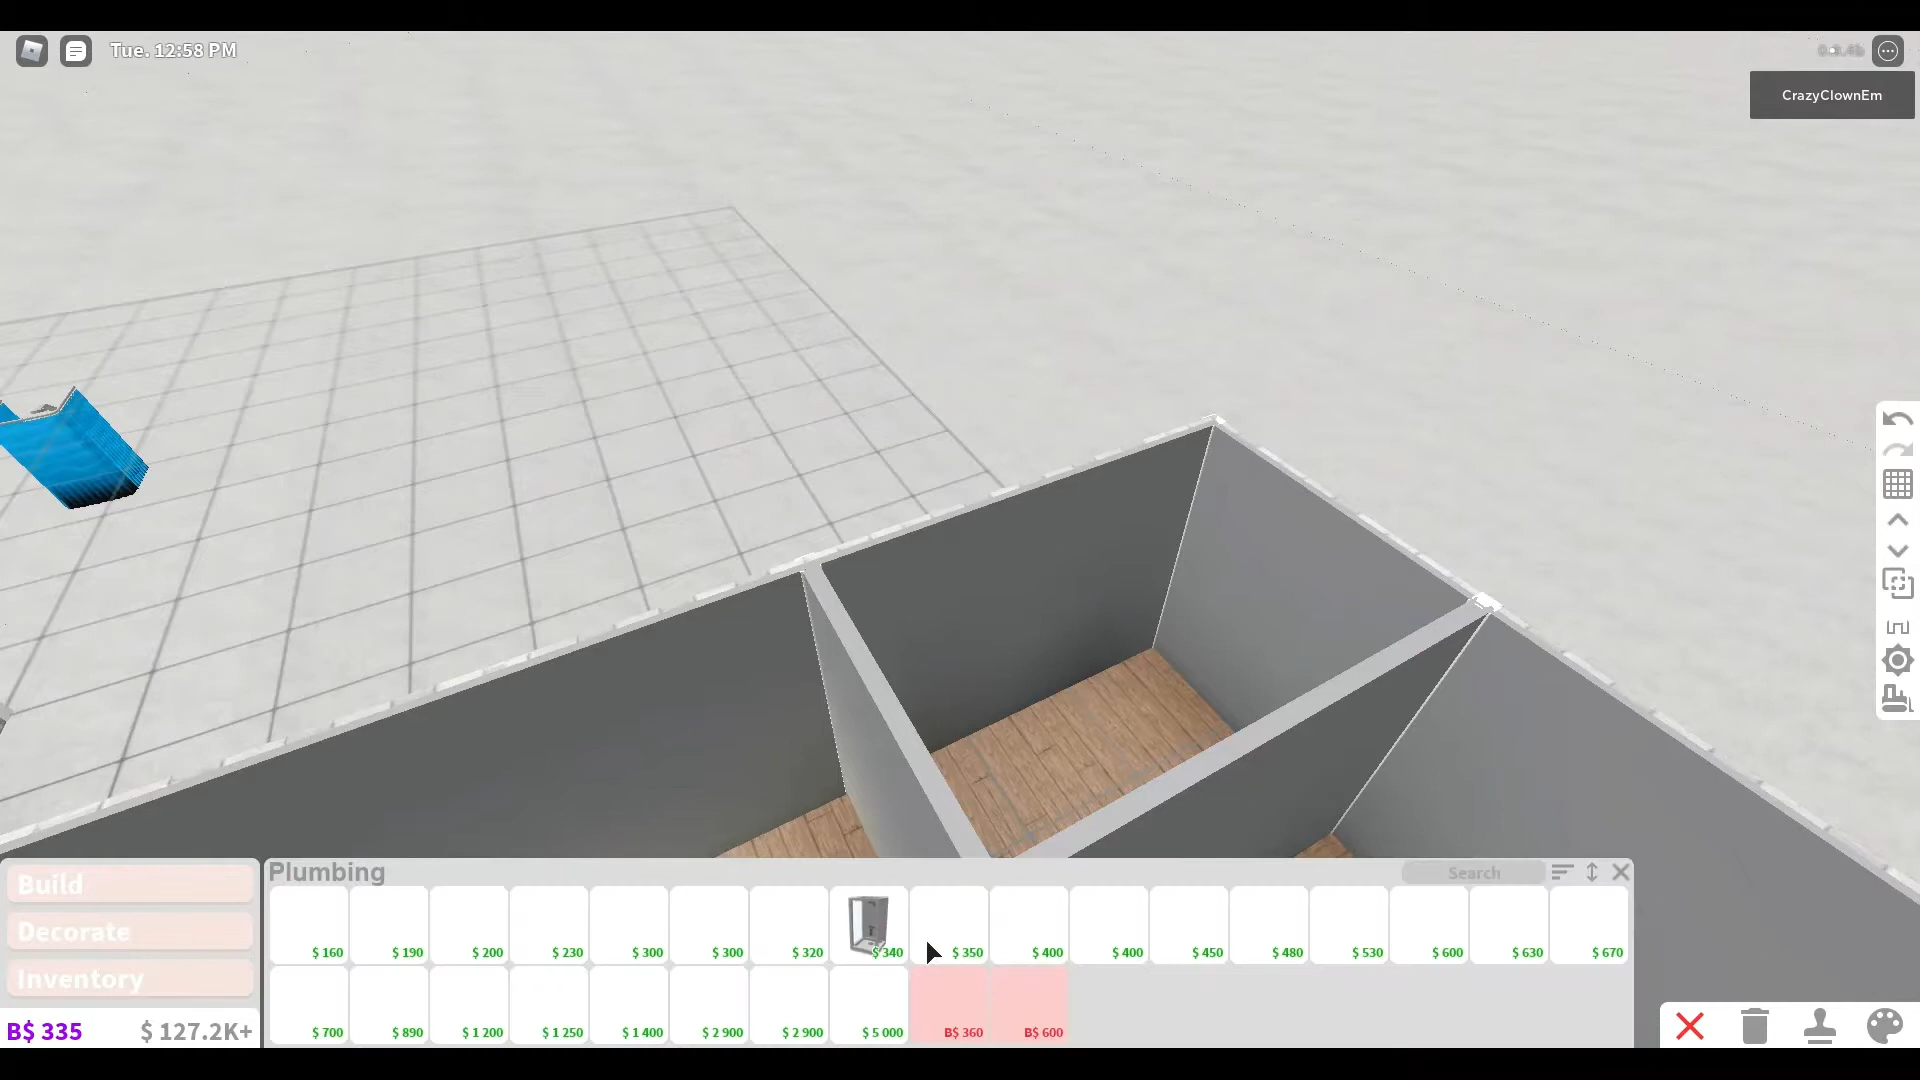 Tue. 12:58 PM
CrazyClownEm
Plumbing
Search
Build
Decorate
Inventory
$ 160 $ 190 $ 200 $ 230 $ 300 $ 300 $ 320 $ 340 $ 350 $ 400 $ 400 $ 450 $ 480 $ 530 $ 600 $ 630 $ 670
$ 700 $ 890 $ 1 200 $ 1 250 $ 1 400 $ 2 900 $ 2 900 $ 5 000 B$ 360 B$ 600
B$ 335 $ 127.2K+